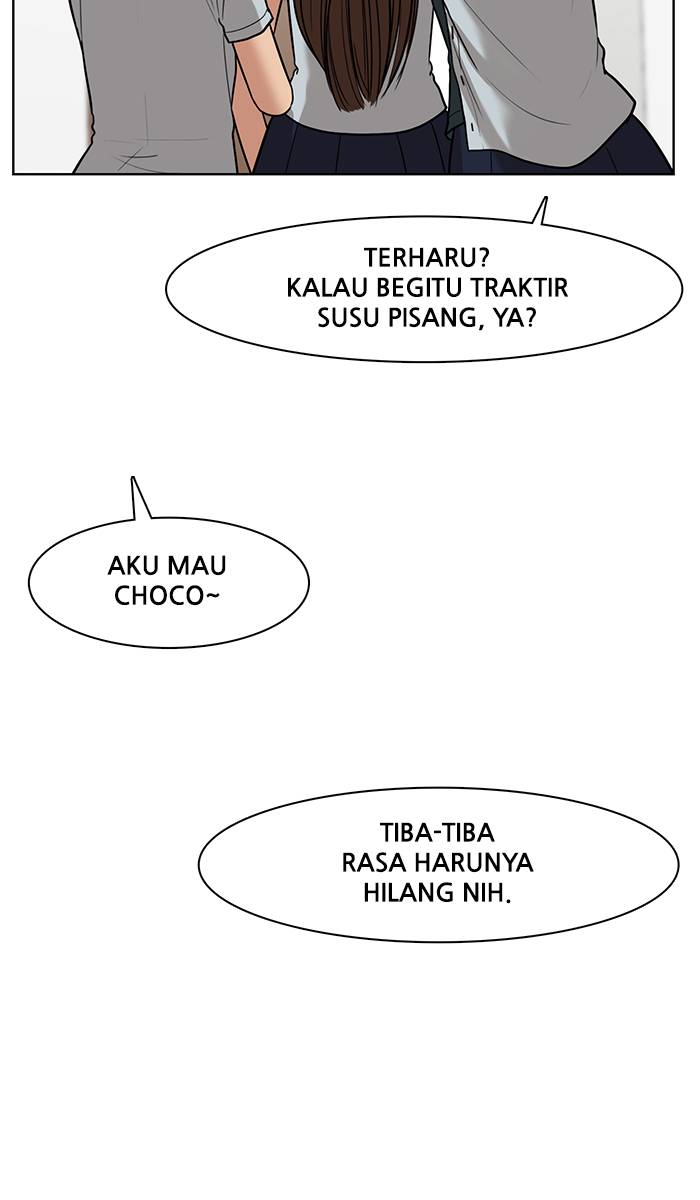 TERHARU?
KALAU BEGITU TRAKTIR
SUSU PISANG, YA?
AKU MAU
CHOCO~
TIBA-TIBA
RASA HARUNYA
HILANG NIH.